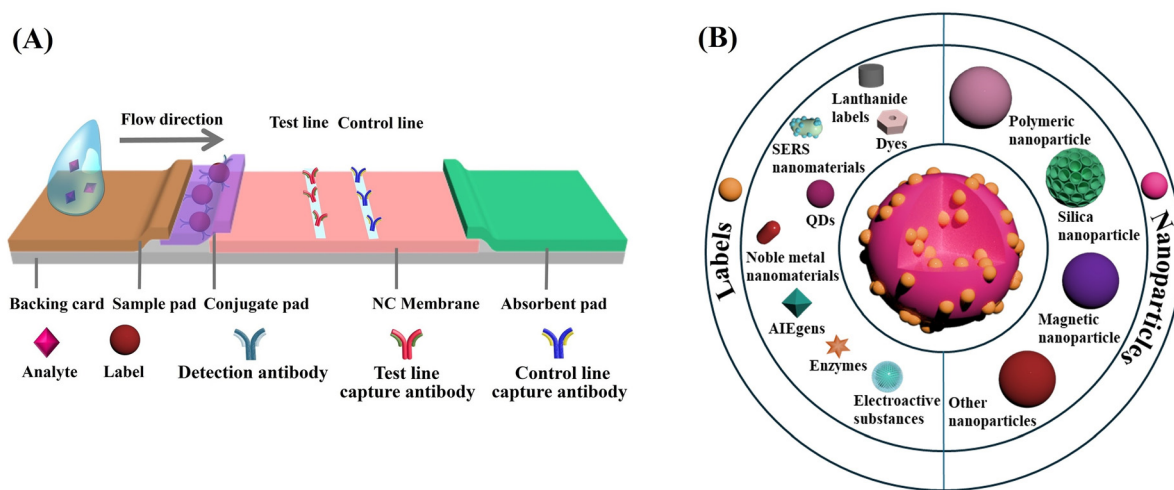 (A)
Flow direction
Test line
Control line
Backing card
Sample pad
Conjugate pad
NC Membrane
Absorbent pad
Analyte
Label
Detection antibody
Test line
capture antibody
Control line
capture antibody
(B)
Labels
Lanthanide
labels
SERS
nanomaterials
Dyes
QDs
Noble metal
nanomaterials
AIEgens
Enzymes
Electroactive
substances
Nanoparticles
Polymeric
nanoparticle
Silica
nanoparticle
Magnetic
nanoparticle
Other
nanoparticles